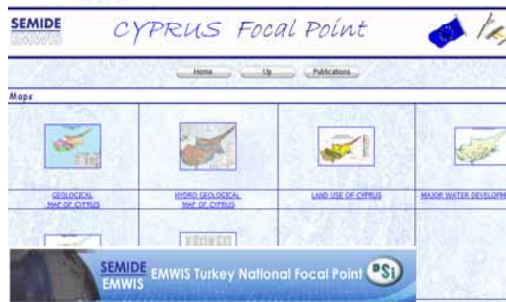 SEMIDE
EMWIS
CYPRUS Focal Point
Home Up Publications
Maps
GEOLOGICAL
MAP OF CYPRUS
HYDRO GEOLOGICAL
MAP OF CYPRUS
LAND USE OF CYPRUS
MAJOR WATER DEVELOPM
SEMIDE
EMWIS
EMWIS Turkey National Focal Point
DSi